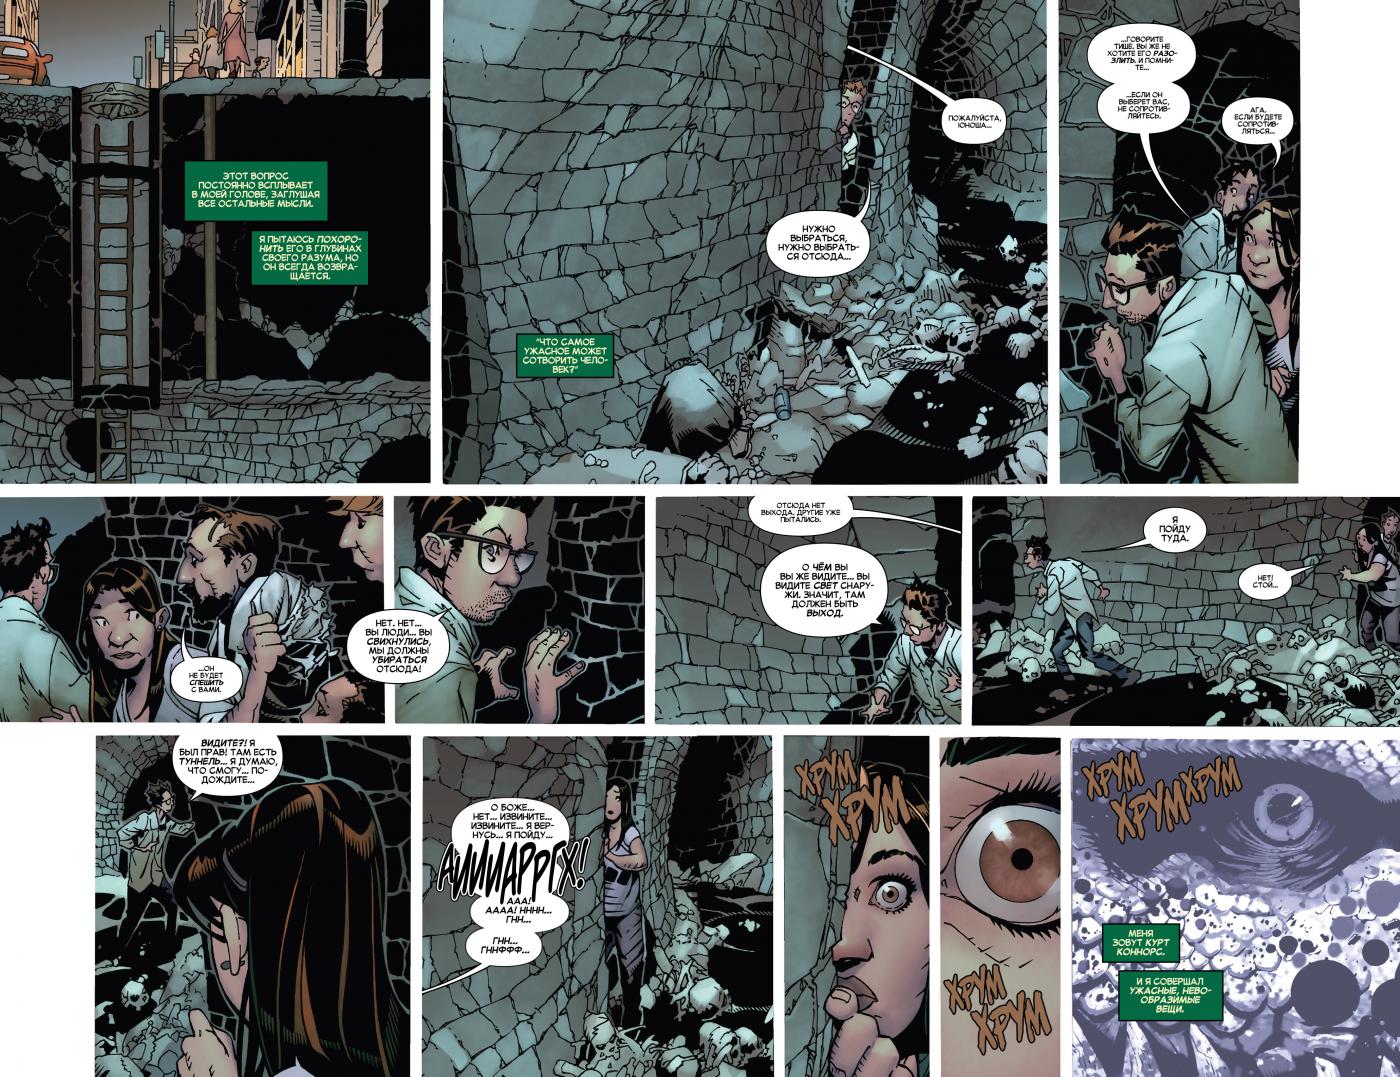 ЭТОТ ВОПРОС
ПОСТОЯННО ВСПЛЫВАЕТ
В МОЕЙ ГОЛОВЕ, ЗАГЛУШАЯ
ВСЕ ОСТАЛЬНЫЕ МЫСЛИ.
Я ПЫТАЮСЬ ПОХОРО-
НИТЬ ЕГО В ГЛУБИНАХ
СВОЕГО РАЗУМА, НО
ОН ВСЕГДА ВОЗВРА-
ЩАЕТСЯ.
ПОЖАЛУЙСТА,
ЮНОША...
НУЖНО
ВЫБРАТЬСЯ,
НУЖНО ВЫБРАТЬ-
СЯ ОТСЮДА...
"ЧТО САМОЕ
УЖАСНОЕ МОЖЕТ
СОТВОРИТЬ ЧЕЛО-
ВЕК?"
...ГОВОРИТЕ
ТИШЕ. ВЫ ЖЕ НЕ
ХОТИТЕ ЕГО РАЗО-
ЗЛИТЬ. И ПОМНИ-
ТЕ...
...ЕСЛИ ОН
ВЫБЕРЕТ ВАС,
НЕ СОПРОТИВ-
ЛЯЙТЕСЬ.
АГА,
ЕСЛИ БУДЕТЕ
СОПРОТИВ-
ЛЯТЬСЯ...
...ОН
НЕ БУДЕТ
СПЕШИТЬ
С ВАМИ.
НЕТ. НЕТ...
ВЫ ЛЮДИ... ВЫ
СВИХНУЛИСЬ,
МЫ ДОЛЖНЫ
УБИРАТЬСЯ
ОТСЮДА!
ОТСЮДА НЕТ
ВЫХОДА. ДРУГИЕ УЖЕ
ПЫТАЛИСЬ.
О ЧЁМ ВЫ
ВЫ ЖЕ ВИДИТЕ... ВЫ
ВИДИТЕ СВЕТ СНАРУ-
ЖИ. ЗНАЧИТ, ТАМ
ДОЛЖЕН БЫТЬ
ВЫХОД.
Я
ПОЙДУ
ТУДА.
НЕТ!
СТОЙ...
ВИДИТЕ?! Я
БЫЛ ПРАВ! ТАМ ЕСТЬ
ТУННЕЛЬ... Я ДУМАЮ,
ЧТО СМОГУ... ПО-
ДОЖДИТЕ...
О БОЖЕ...
НЕТ... ИЗВИНИТЕ...
ИЗВИНИТЕ... Я ВЕР-
НУСЬ... Я ПОЙДУ...
АИИИАРРГХ!
ААА!
АААА! НННН...
ГНН...
ГНН...
ГННФФФ...
ХРУМ
ХРУМ
ХРУМ
ХРУМ
ХРУМ
ХРУМ
ХРУМ
МЕНЯ
ЗОВУТ КУРТ
КОННОРС.
И Я СОВЕРШАЛ
УЖАСНЫЕ, НЕВО-
ОБРАЗИМЫЕ
ВЕЩИ.